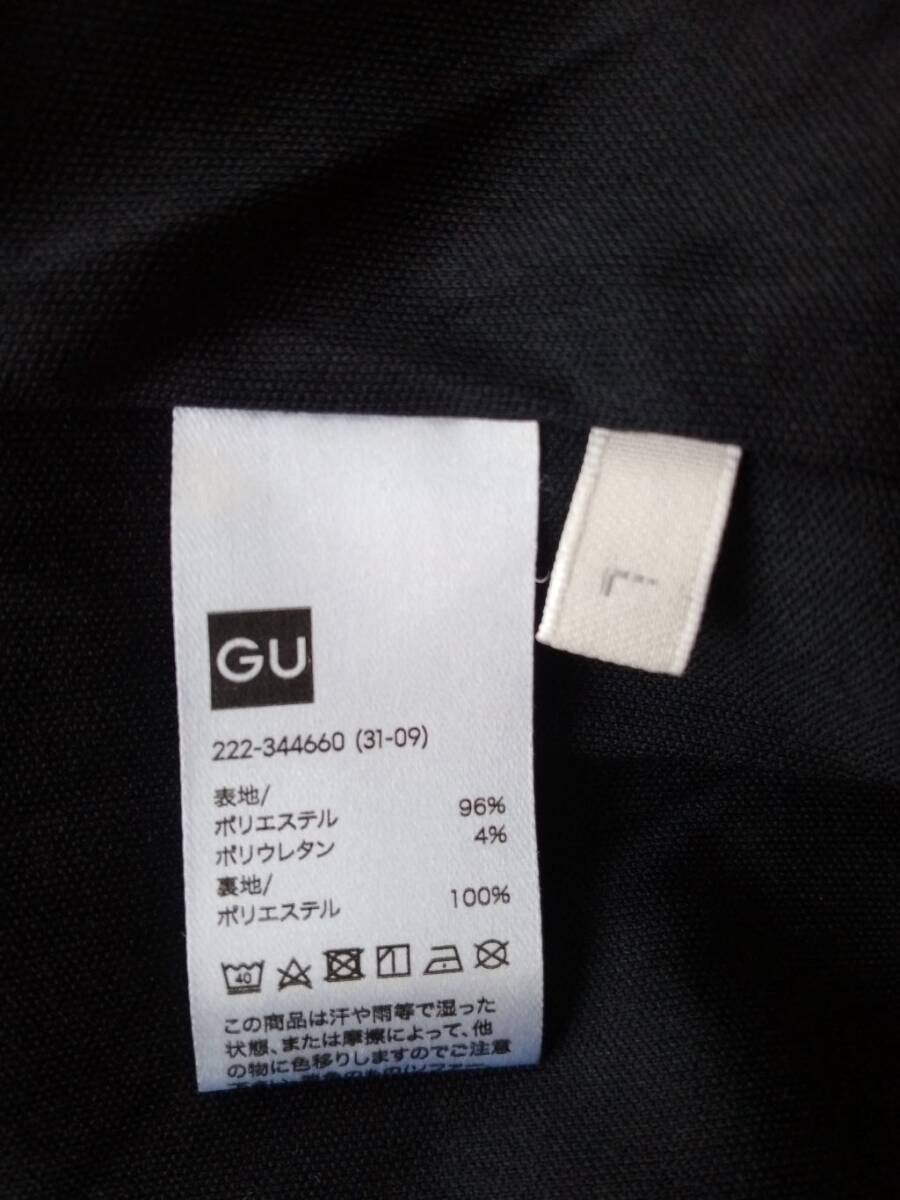 GU
222-344660 (31-09)
表地/
ポリエステル 96%
ポリウレタン 4%
裏地/
ポリエステル 100%
40
この商品は汗や雨等で湿った
状態、または摩擦によって、他
の物に色移りしますのでご注意
L